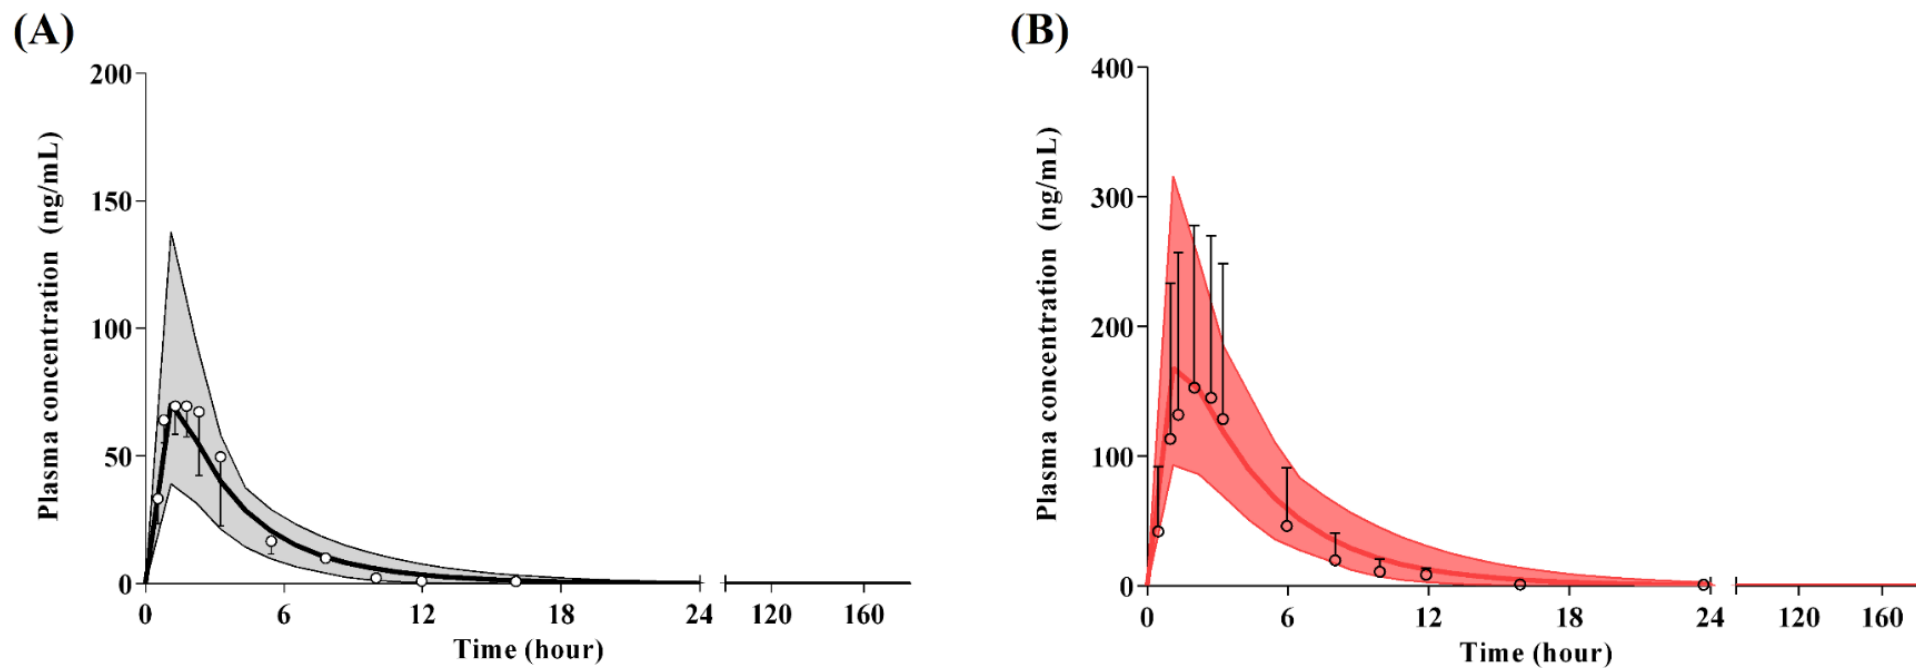 (A)
Plasma concentration (ng/mL)
200
150
100
50
0
0 6 12 18 24 120 160
Time (hour)
(B)
Plasma concentration (ng/mL)
400
300
200
100
0
0 6 12 18 24 120 160
Time (hour)